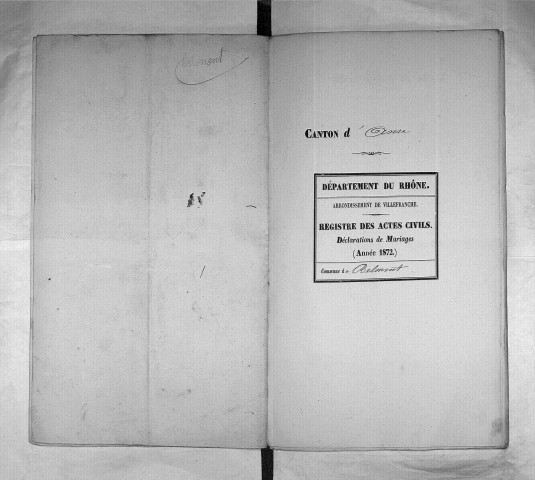 Belmont
CANTON d'Anse
DÉPARTEMENT DU RHÔNE.
ARRONDISSEMENT DE VILLEFRANCHE.
REGISTRE DES ACTES CIVILS.
Déclarations de Mariages
(Année 1872.)
Commune de Belmont